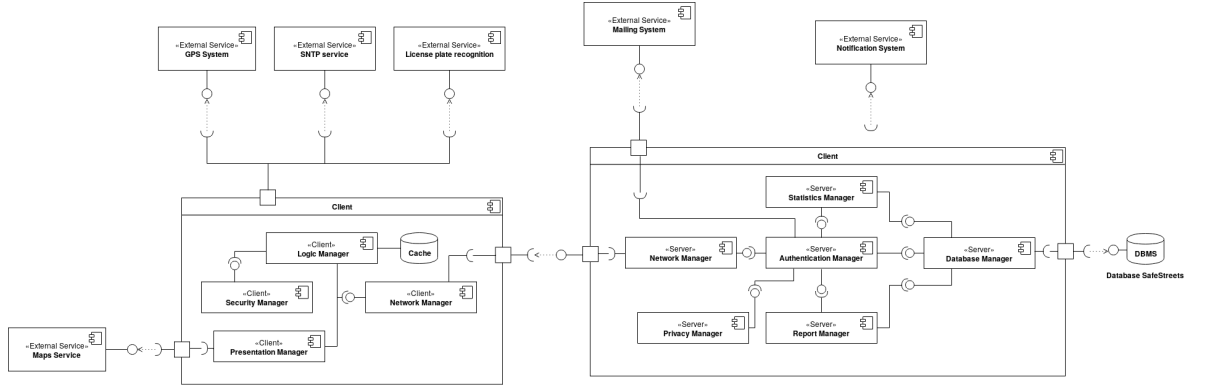 «External Service»
GPS System
«External Service»
SNTP service
«External Service»
License plate recognition
«External Service»
Mailing System
«External Service»
Notification System
Client
«Client»
Logic Manager
Cache
«Client»
Security Manager
«Client»
Network Manager
«Client»
Presentation Manager
«External Service»
Maps Service
Client
«Server»
Statistics Manager
«Server»
Network Manager
«Server»
Authentication Manager
«Server»
Database Manager
«Server»
Privacy Manager
«Server»
Report Manager
DBMS
Database SafeStreets